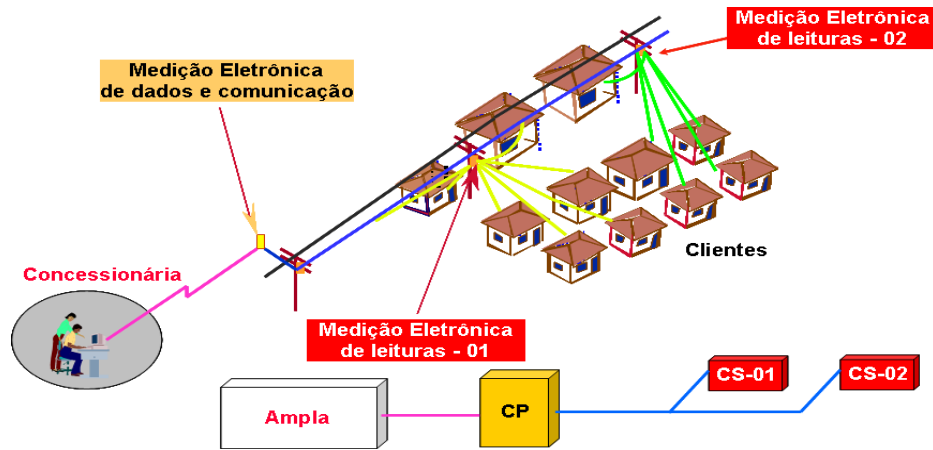 Medição Eletrônica
de leituras - 02
Medição Eletrônica
de dados e comunicação
Clientes
Concessionária
Medição Eletrônica
de leituras - 01
CS-01
CS-02
Ampla
CP